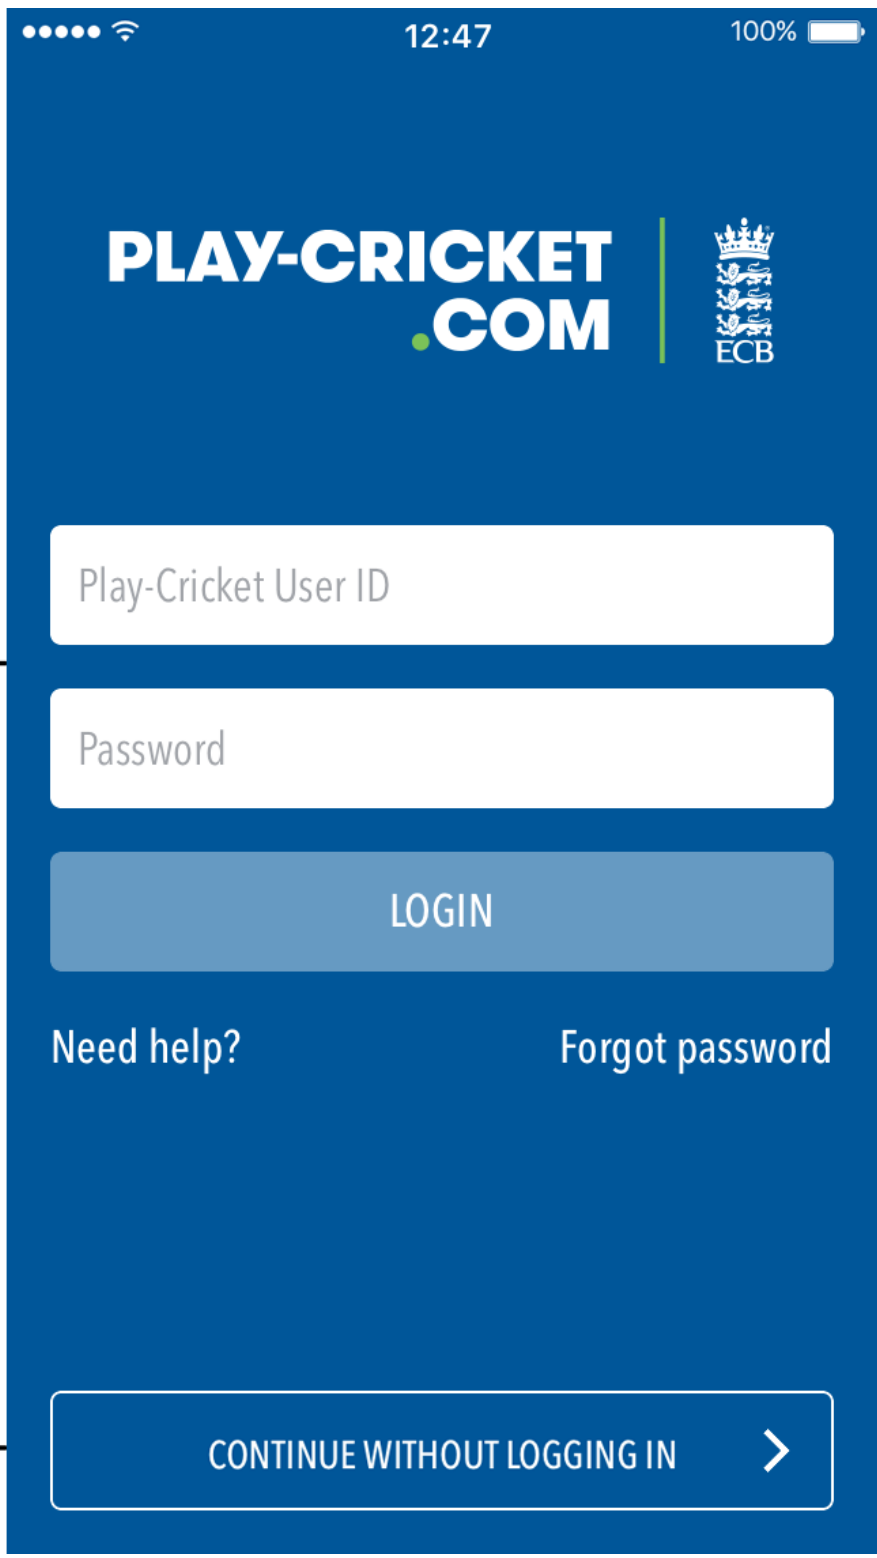 12:47 100%
PLAY-CRICKET
.COM
ECB
Play-Cricket User ID
Password
LOGIN
Need help? Forgot password
CONTINUE WITHOUT LOGGING IN